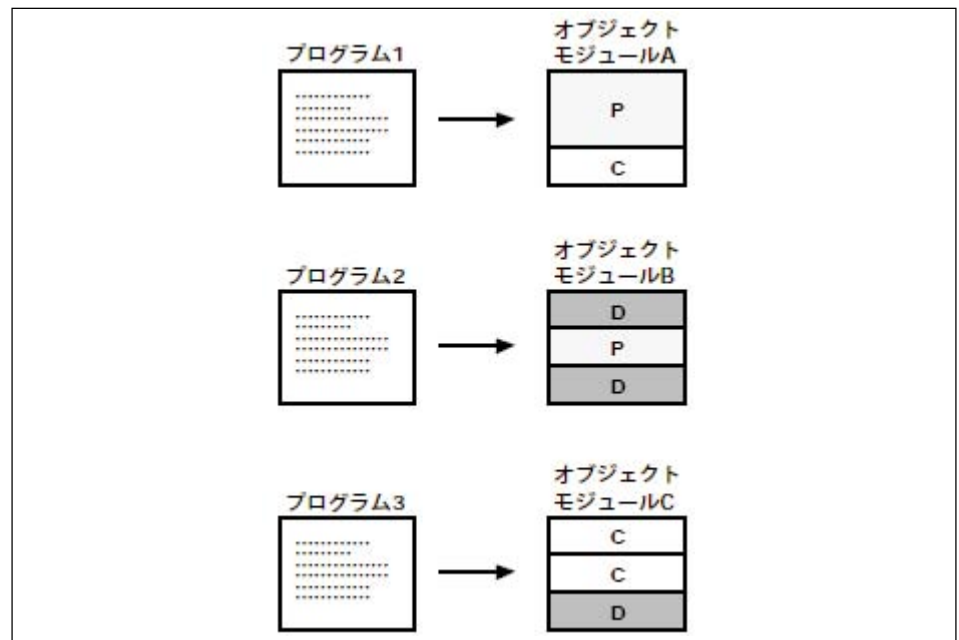 プログラム1
オブジェクト
モジュールA
P
C
プログラム2
オブジェクト
モジュールB
D
P
D
プログラム3
オブジェクト
モジュールC
C
C
D